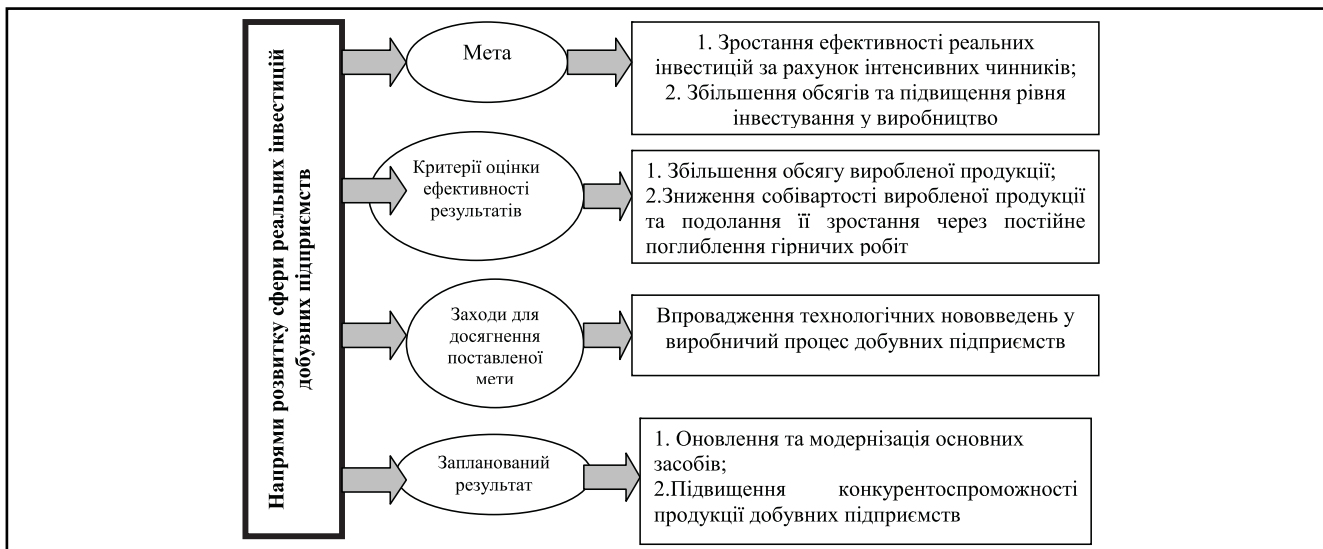 Напрями розвитку сфери реальних інвестицій
добувних підприємств
Мета
1. Зростання ефективності реальних
інвестицій за рахунок інтенсивних чинників;
2. Збільшення обсягів та підвищення рівня
інвестування у виробництво
Критерії оцінки
ефективності
результатів
1. Збільшення обсягу виробленої продукції;
2.Зниження собівартості виробленої продукції
та подолання її зростання через постійне
поглиблення гірничих робіт
Заходи для
досягнення
поставленої
мети
Впровадження технологічних нововведень у
виробничий процес добувних підприємств
Запланований
результат
1. Оновлення та модернізація основних
засобів;
2.Підвищення конкурентоспроможності
продукції добувних підприємств